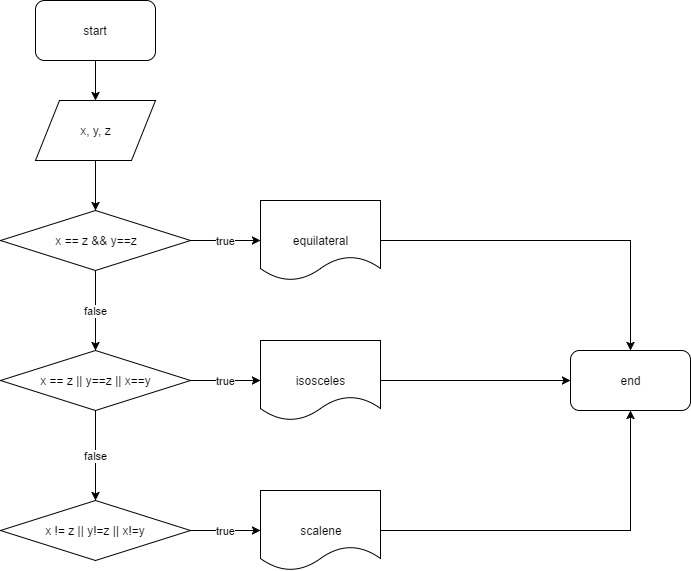 start
x, y, z
x == z && y==z
true
equilateral
false
x == z || y==z || x==y
true
isosceles
end
false
x != z || y!=z || x!=y
true
scalene